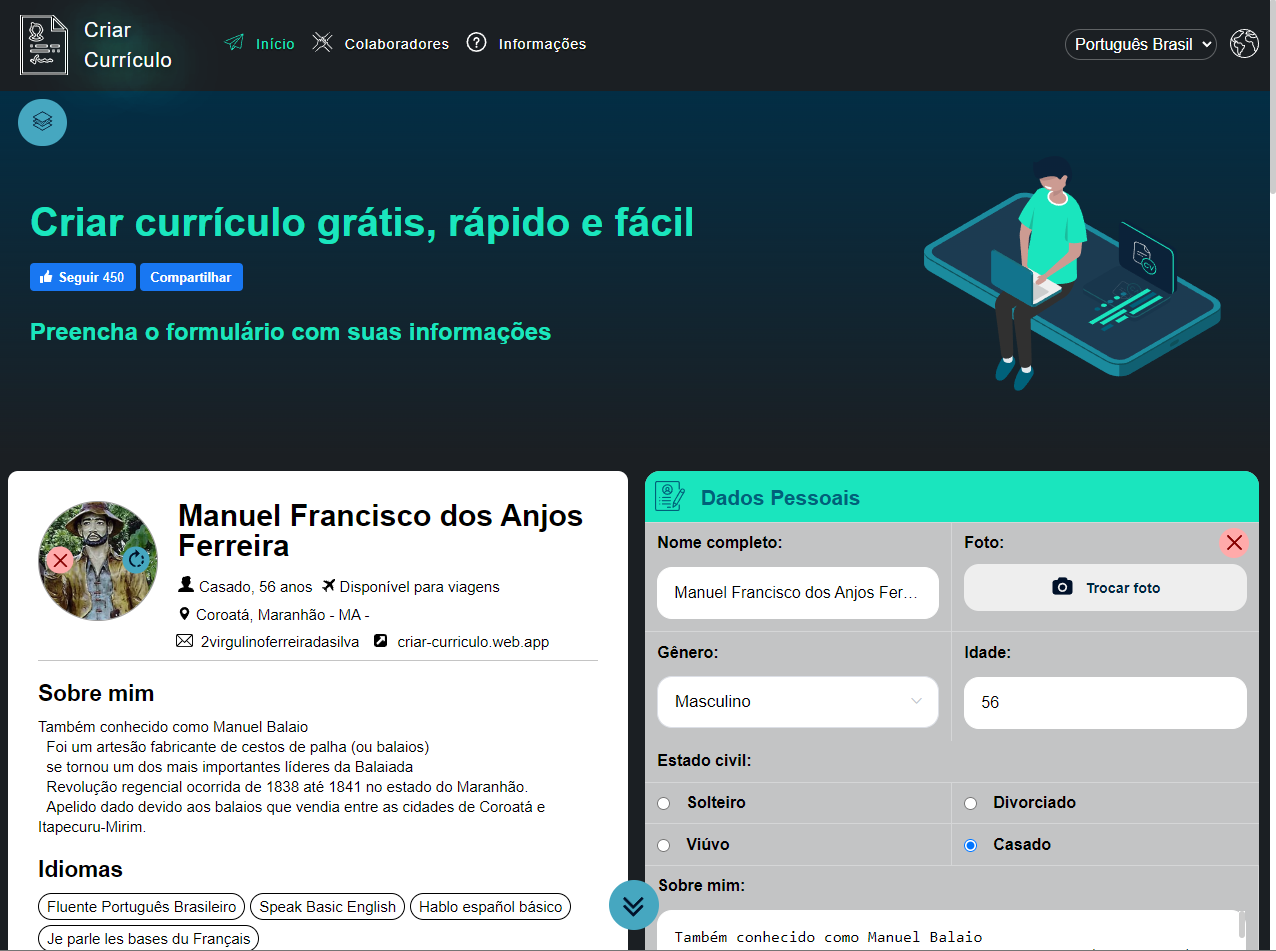 Criar
Currículo
Início
Colaboradores
Informações
Português Brasil
Criar currículo grátis, rápido e fácil
Seguir 450
Compartilhar
Preencha o formulário com suas informações
Manuel Francisco dos Anjos
Ferreira
Casado, 56 anos Disponível para viagens
Coroatá, Maranhão - MA -
2virgulinoferreiradasilva criar-curriculo.web.app
Sobre mim
Também conhecido como Manuel Balaio
Foi um artesão fabricante de cestos de palha (ou balaios)
se tornou um dos mais importantes líderes da Balaiada
Revolução regencial ocorrida de 1838 até 1841 no estado do Maranhão.
Apelido dado devido aos balaios que vendia entre as cidades de Coroatá e
Itapecuru-Mirim.
Idiomas
Fluente Português Brasileiro
Speak Basic English
Hablo español básico
Je parle les bases du Français
Dados Pessoais
Nome completo:
Manuel Francisco dos Anjos Fer...
Foto:
Trocar foto
Gênero:
Masculino
Idade:
56
Estado civil:
Solteiro
Divorciado
Viúvo
Casado
Sobre mim:
Também conhecido como Manuel Balaio